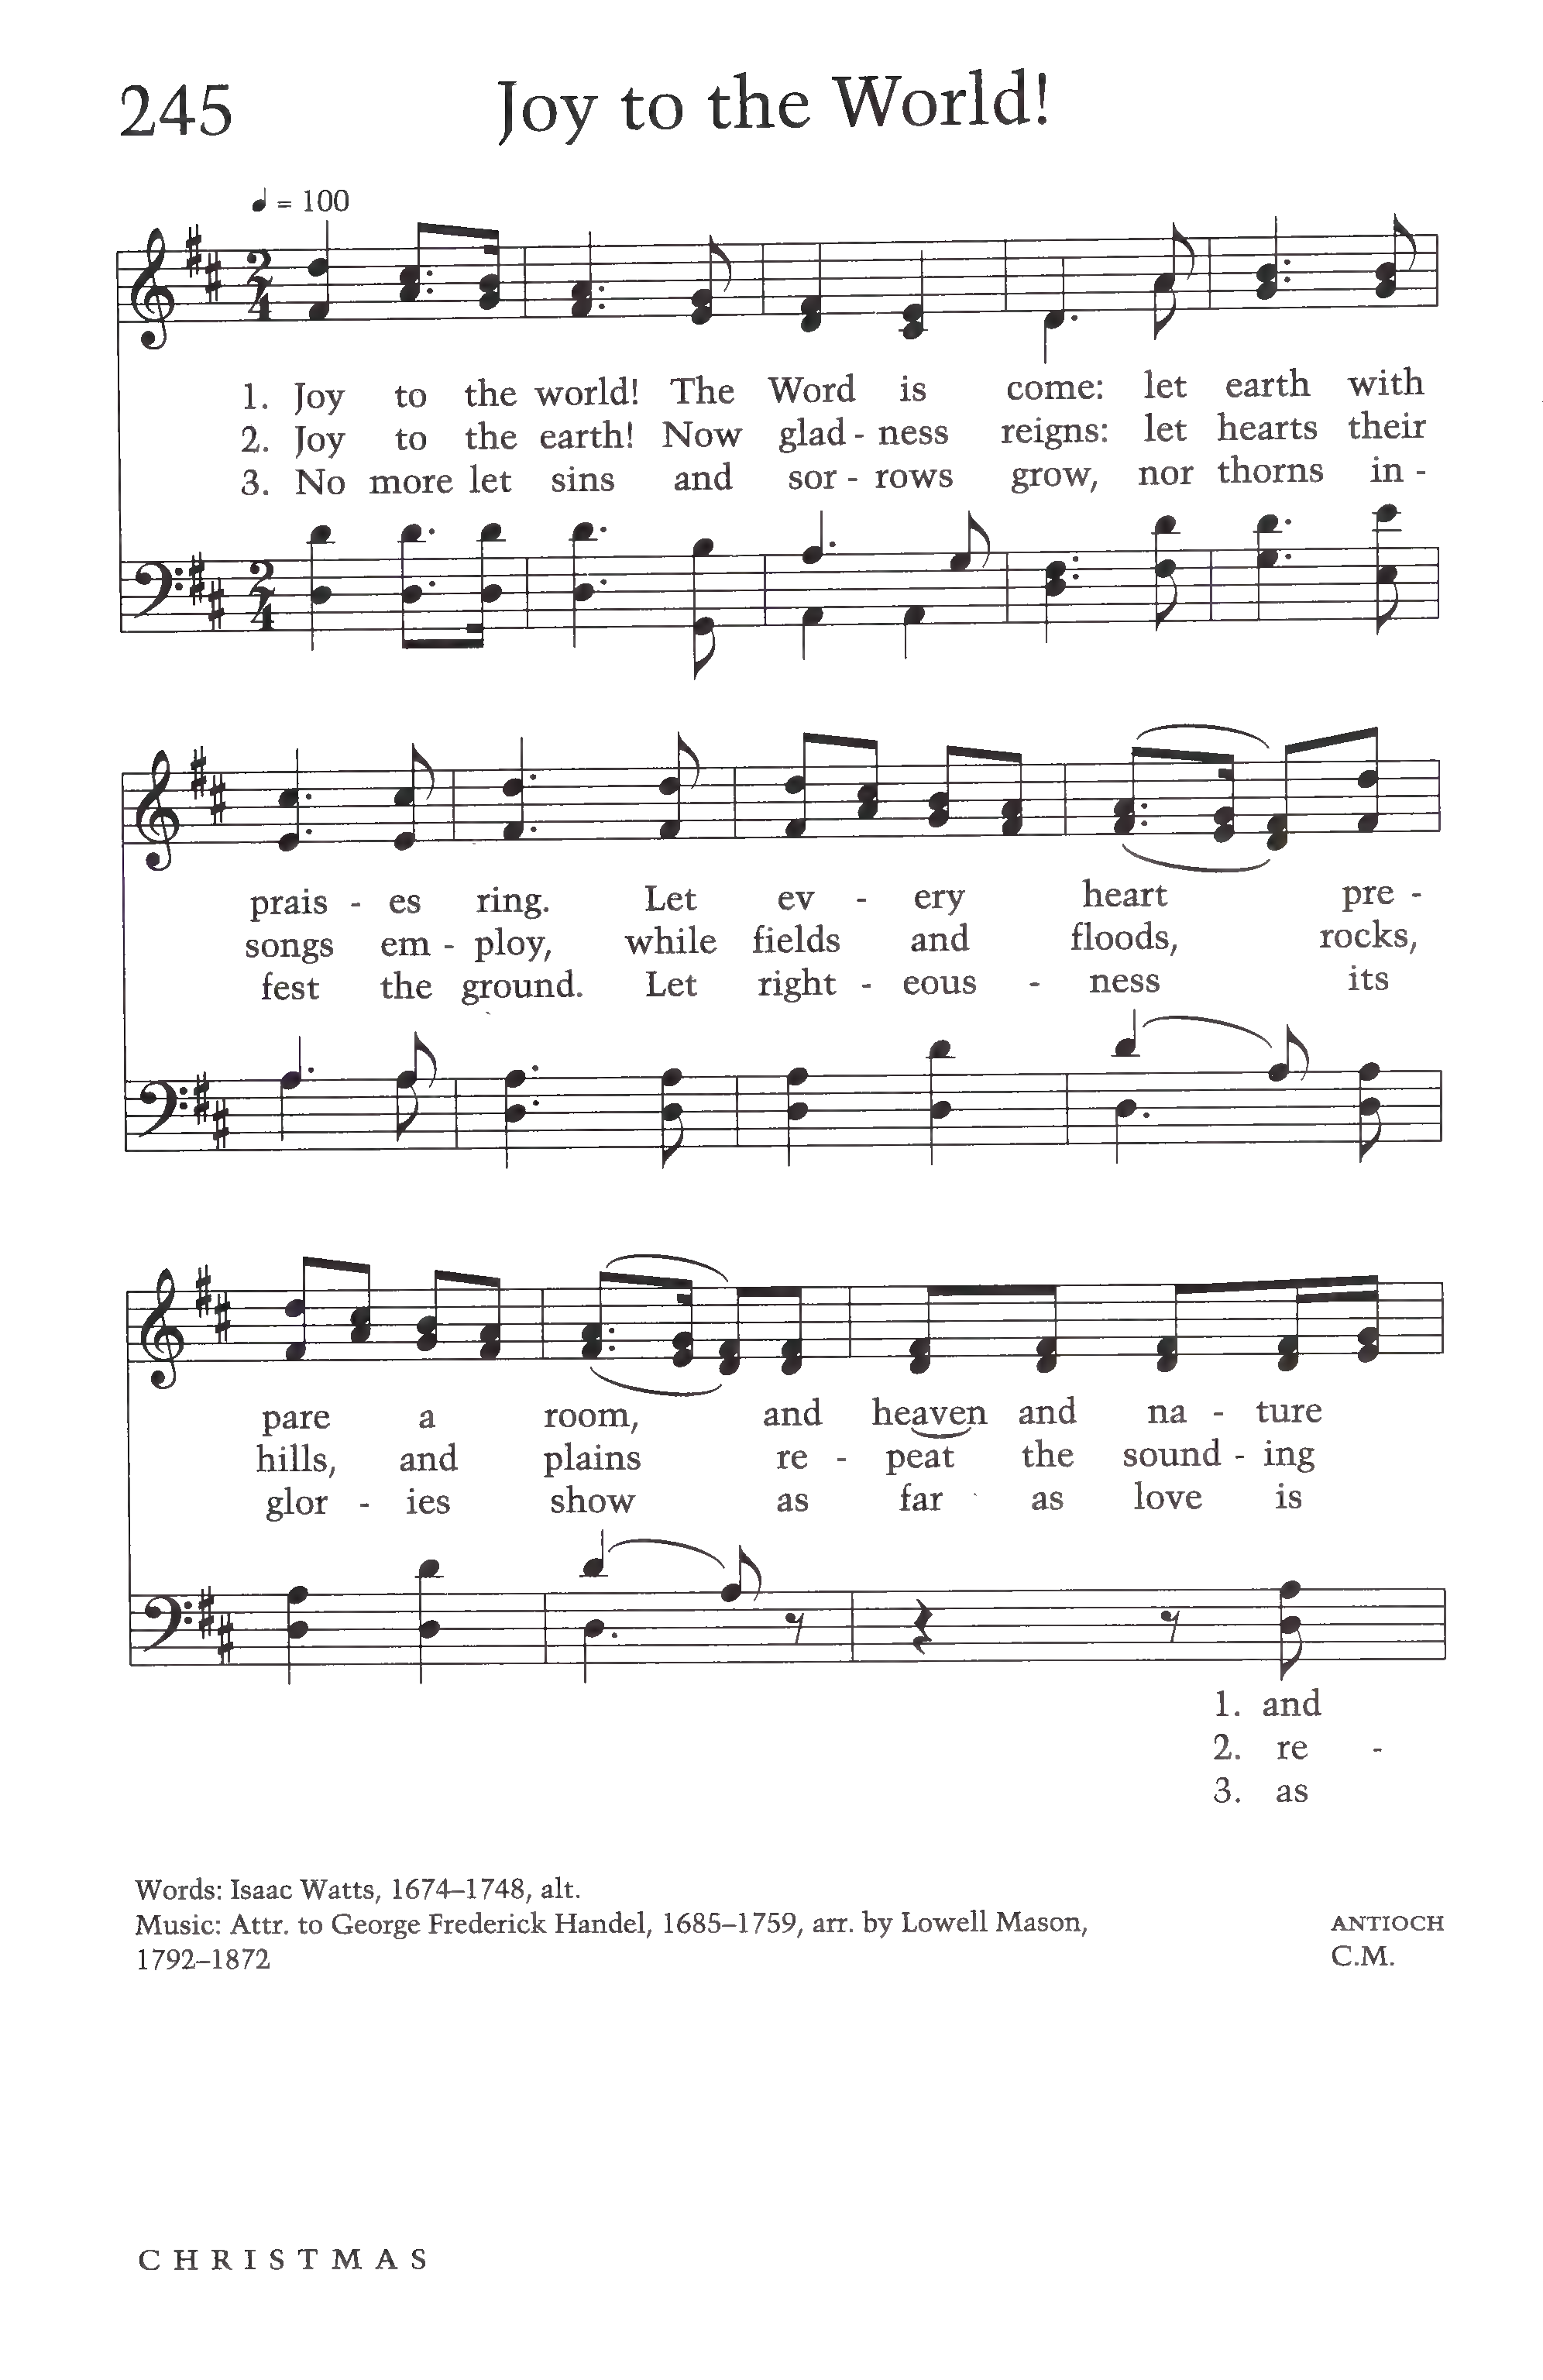 245 Joy to the World!
♩ = 100
1. Joy to the world! The Word is come: let earth with
2. Joy to the earth! Now glad - ness reigns: let hearts their
3. No more let sins and sor - rows grow, nor thorns in -
prais - es ring. Let ev - ery heart pre -
songs em - ploy, while fields and floods, rocks,
fest the ground. Let right - eous - ness its
pare a room, and heaven and na - ture
hills, and plains re - peat the sound - ing
glor - ies show as far as love is
1. and
2. re -
3. as
Words: Isaac Watts, 1674–1748, alt.
Music: Attr. to George Frederick Handel, 1685–1759, arr. by Lowell Mason,
1792–1872
ANTIOCH
C.M.
CHRISTMAS